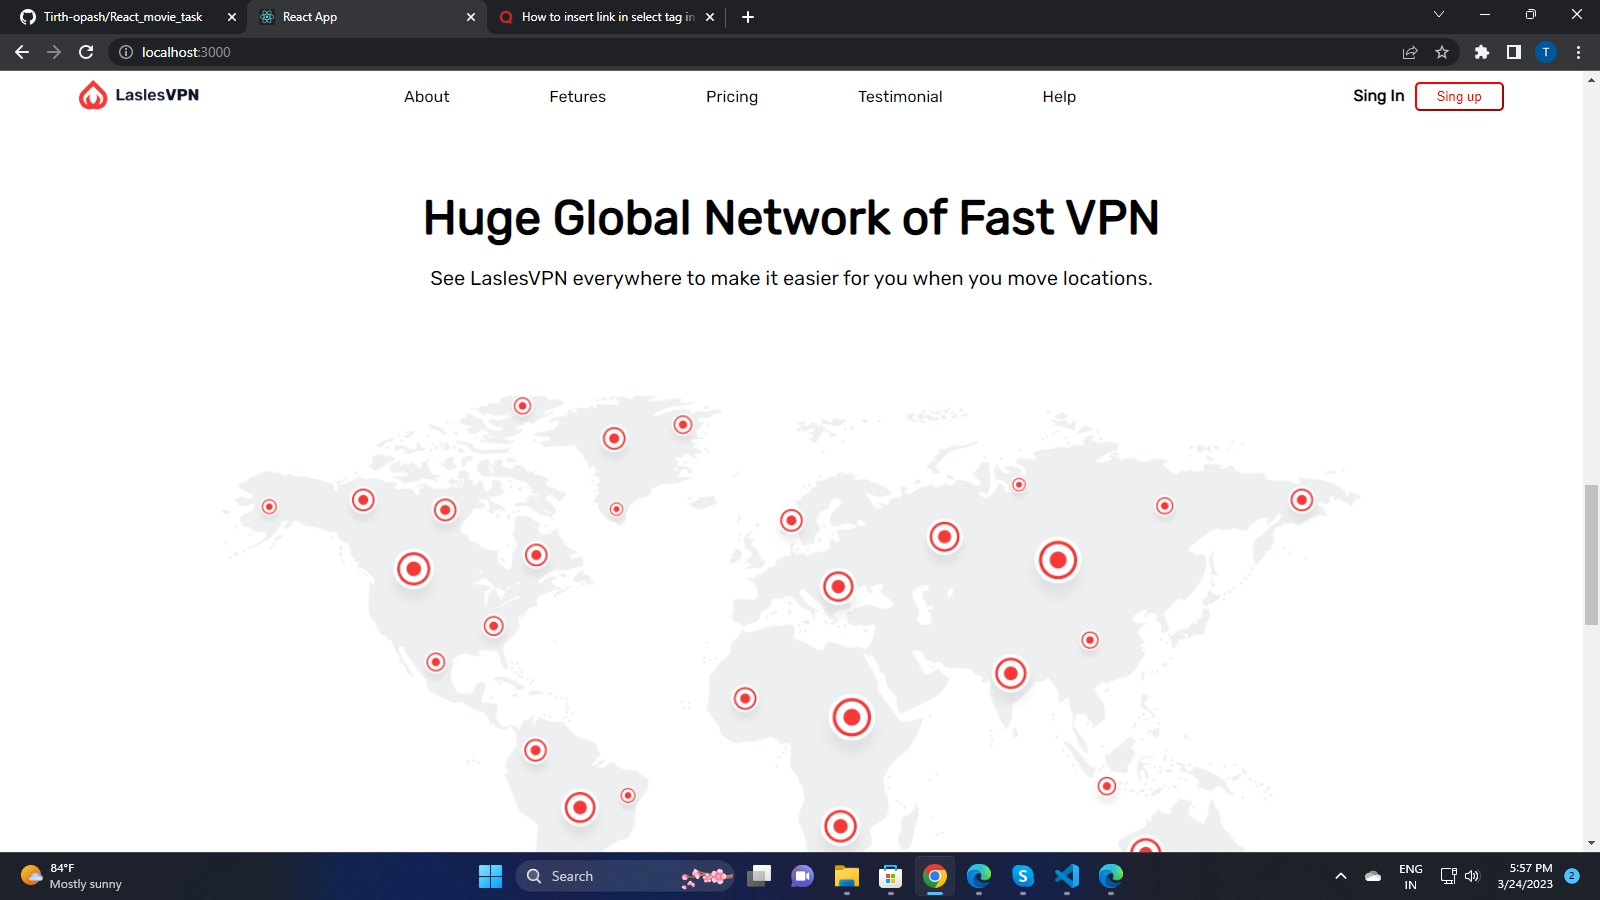 Tirth-opash/React_movie_task
React App
How to insert link in select tag in
localhost:3000
T
LaslesVPN
About
Fetures
Pricing
Testimonial
Help
Sing In
Sing up
Huge Global Network of Fast VPN
See LaslesVPN everywhere to make it easier for you when you move locations.
84°F
Mostly sunny
Search
ENG
IN
5:57 PM
3/24/2023
2